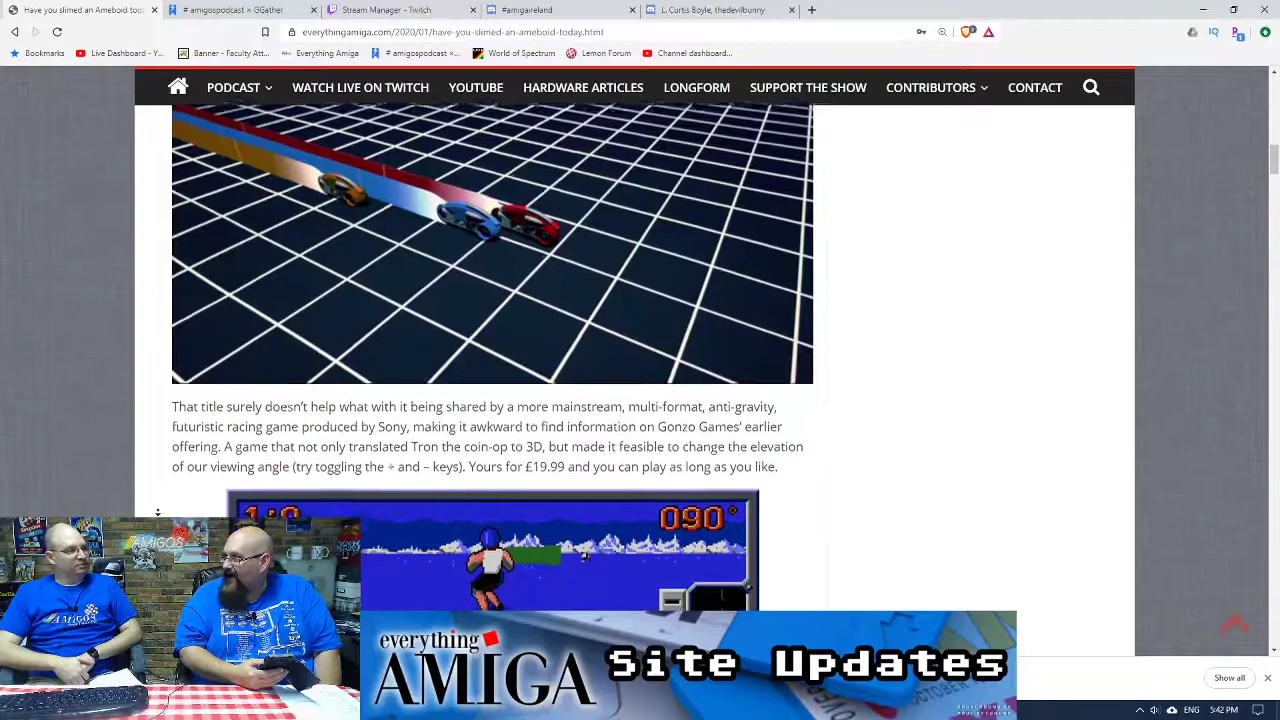 Have you slimed an Ameboid today
# amigospodcast × GGather
Stream Manager - Twitch
#amigaireland
L. Curtis Boyle, thedevilbunny
everythingamiga.com/2020/01/have-you-slimed-an-ameboid-today.html
Bookmarks
Live Dashboard - Y...
Banner - Faculty Att...
Everything Amiga
# amigospodcast × G...
World of Spectrum
Lemon Forum
Channel dashboard...
PODCAST
WATCH LIVE ON TWITCH
YOUTUBE
HARDWARE ARTICLES
LONGFORM
SUPPORT THE SHOW
CONTRIBUTORS
CONTACT
That title surely doesn't help what with it being shared by a more mainstream, multi-format, anti-gravity,
futuristic racing game produced by Sony, making it awkward to find information on Gonzo Games' earlier
offering. A game that not only translated Tron the coin-op to 3D, but made it feasible to change the elevation
of our viewing angle (try toggling the ÷ and – keys). Yours for £19.99 and you can play as long as you like.
090°
AMIGOS
AMIGOS
everything
AMIGA
Site Updates
Show all
ENG
5:42 PM